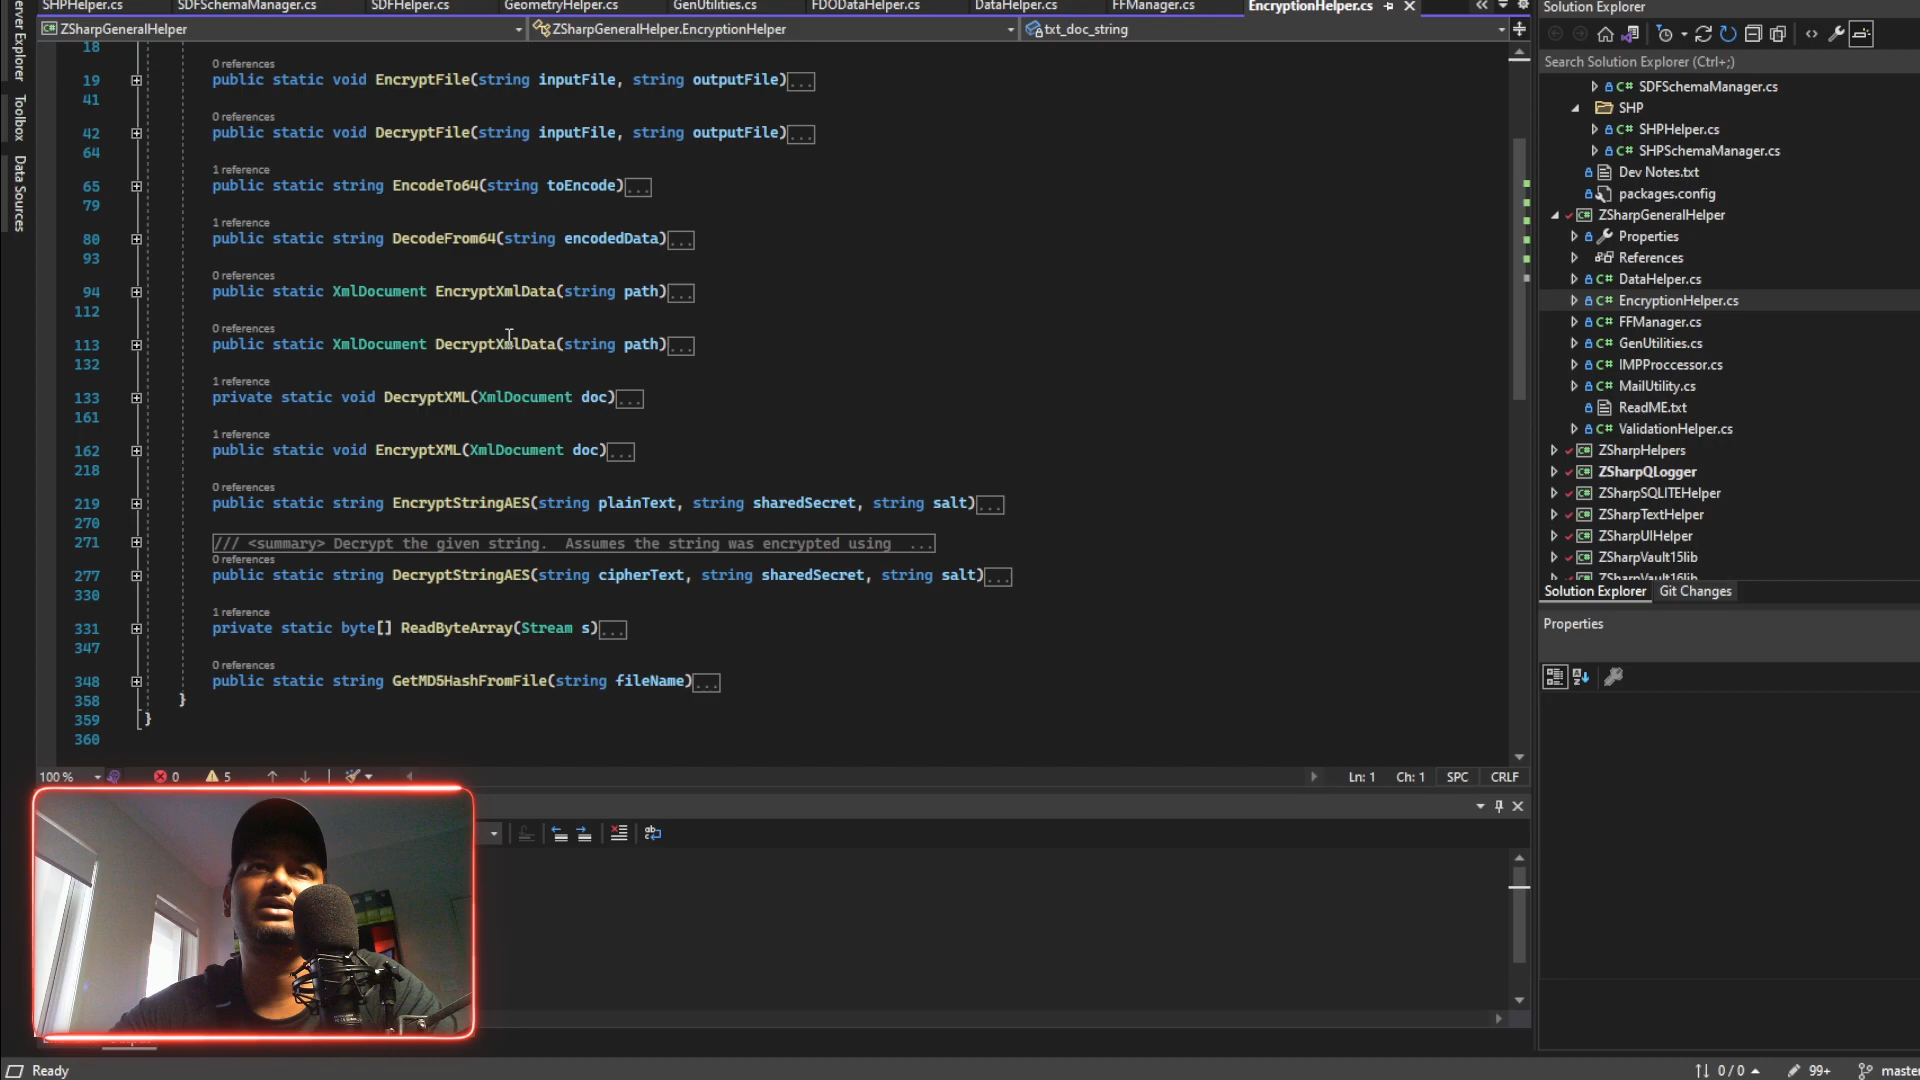 SHPHelper.cs SDFSchemaManager.cs SDFHelper.cs GeometryHelper.cs GenUtilities.cs FDODataHelper.cs DataHelper.cs FFManager.cs EncryptionHelper.cs
ZSharpGeneralHelper ZSharpGeneralHelper.EncryptionHelper txt_doc_string
Toolbox
Data Sources
18
0 references
19 public static void EncryptFile(string inputFile, string outputFile)...
41
0 references
42 public static void DecryptFile(string inputFile, string outputFile)...
64
1 reference
65 public static string EncodeTo64(string toEncode)...
79
1 reference
80 public static string DecodeFrom64(string encodedData)...
93
0 references
94 public static XmlDocument EncryptXmlData(string path)...
112
0 references
113 public static XmlDocument DecryptXmlData(string path)...
132
1 reference
133 private static void DecryptXML(XmlDocument doc)...
161
1 reference
162 public static void EncryptXML(XmlDocument doc)...
218
0 references
219 public static string EncryptStringAES(string plainText, string sharedSecret, string salt)...
270
271 /// <summary> Decrypt the given string.  Assumes the string was encrypted using ...
0 references
277 public static string DecryptStringAES(string cipherText, string sharedSecret, string salt)...
330
1 reference
331 private static byte[] ReadByteArray(Stream s)...
347
0 references
348 public static string GetMD5HashFromFile(string fileName)...
358 }
359 }
360
100 % 0 5 Ln: 1 Ch: 1 SPC CRLF
Solution Explorer
Search Solution Explorer (Ctrl+;)
C# SDFSchemaManager.cs
SHP
C# SHPHelper.cs
C# SHPSchemaManager.cs
Dev Notes.txt
packages.config
C# ZSharpGeneralHelper
Properties
References
C# DataHelper.cs
C# EncryptionHelper.cs
C# FFManager.cs
C# GenUtilities.cs
C# IMPProccessor.cs
C# MailUtility.cs
ReadME.txt
C# ValidationHelper.cs
C# ZSharpHelpers
C# ZSharpQLogger
C# ZSharpSQLITEHelper
C# ZSharpTextHelper
C# ZSharpUIHelper
C# ZSharpVault15lib
C# ZSharpVault16lib
Solution Explorer Git Changes
Properties
Ready 0 / 0 99+ master